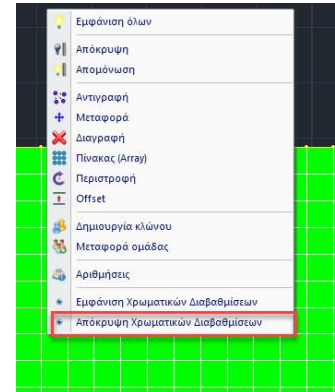 Εμφάνιση όλων
Απόκρυψη
Απομόνωση
Αντιγραφή
Μεταφορά
Διαγραφή
Πίνακας (Array)
Περιστροφή
Offset
Δημιουργία κλώνου
Μεταφορά ομάδας
Αριθμήσεις
Εμφάνιση Χρωματικών Διαβαθμίσεων
Απόκρυψη Χρωματικών Διαβαθμίσεων